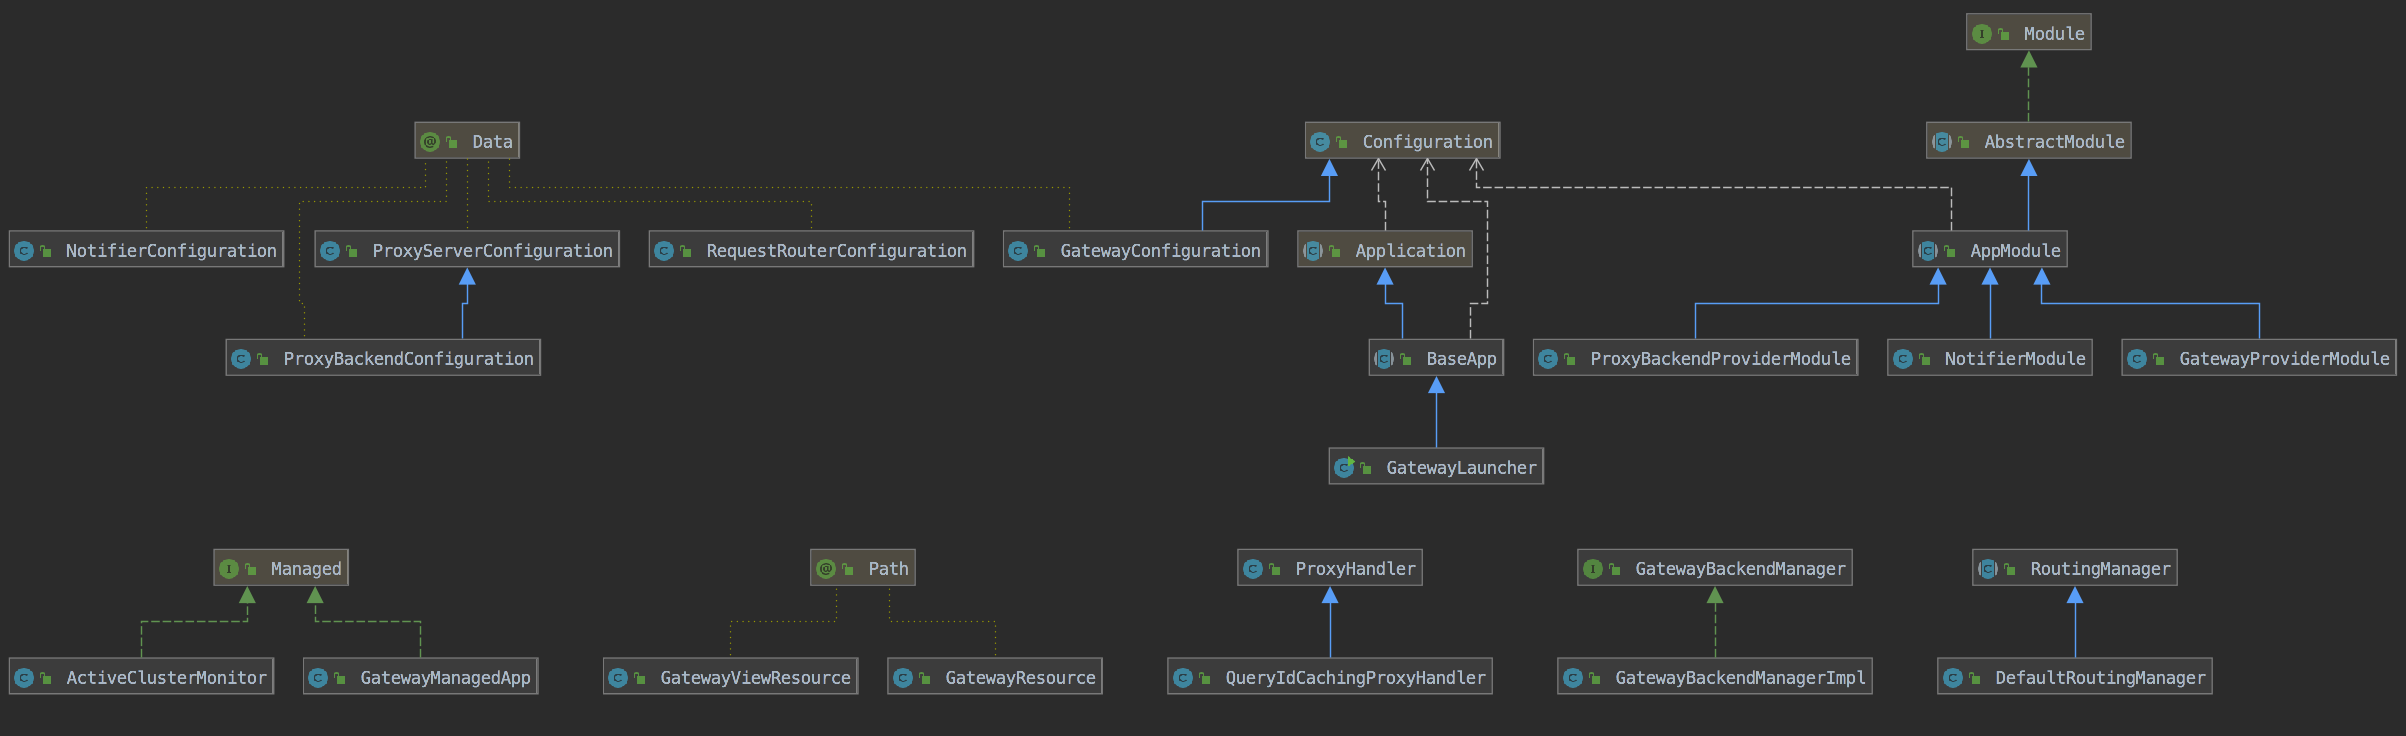 Module
Data
Configuration
AbstractModule
NotifierConfiguration
ProxyServerConfiguration
RequestRouterConfiguration
GatewayConfiguration
Application
AppModule
ProxyBackendConfiguration
BaseApp
ProxyBackendProviderModule
NotifierModule
GatewayProviderModule
GatewayLauncher
Managed
Path
ProxyHandler
GatewayBackendManager
RoutingManager
ActiveClusterMonitor
GatewayManagedApp
GatewayViewResource
GatewayResource
QueryIdCachingProxyHandler
GatewayBackendManagerImpl
DefaultRoutingManager